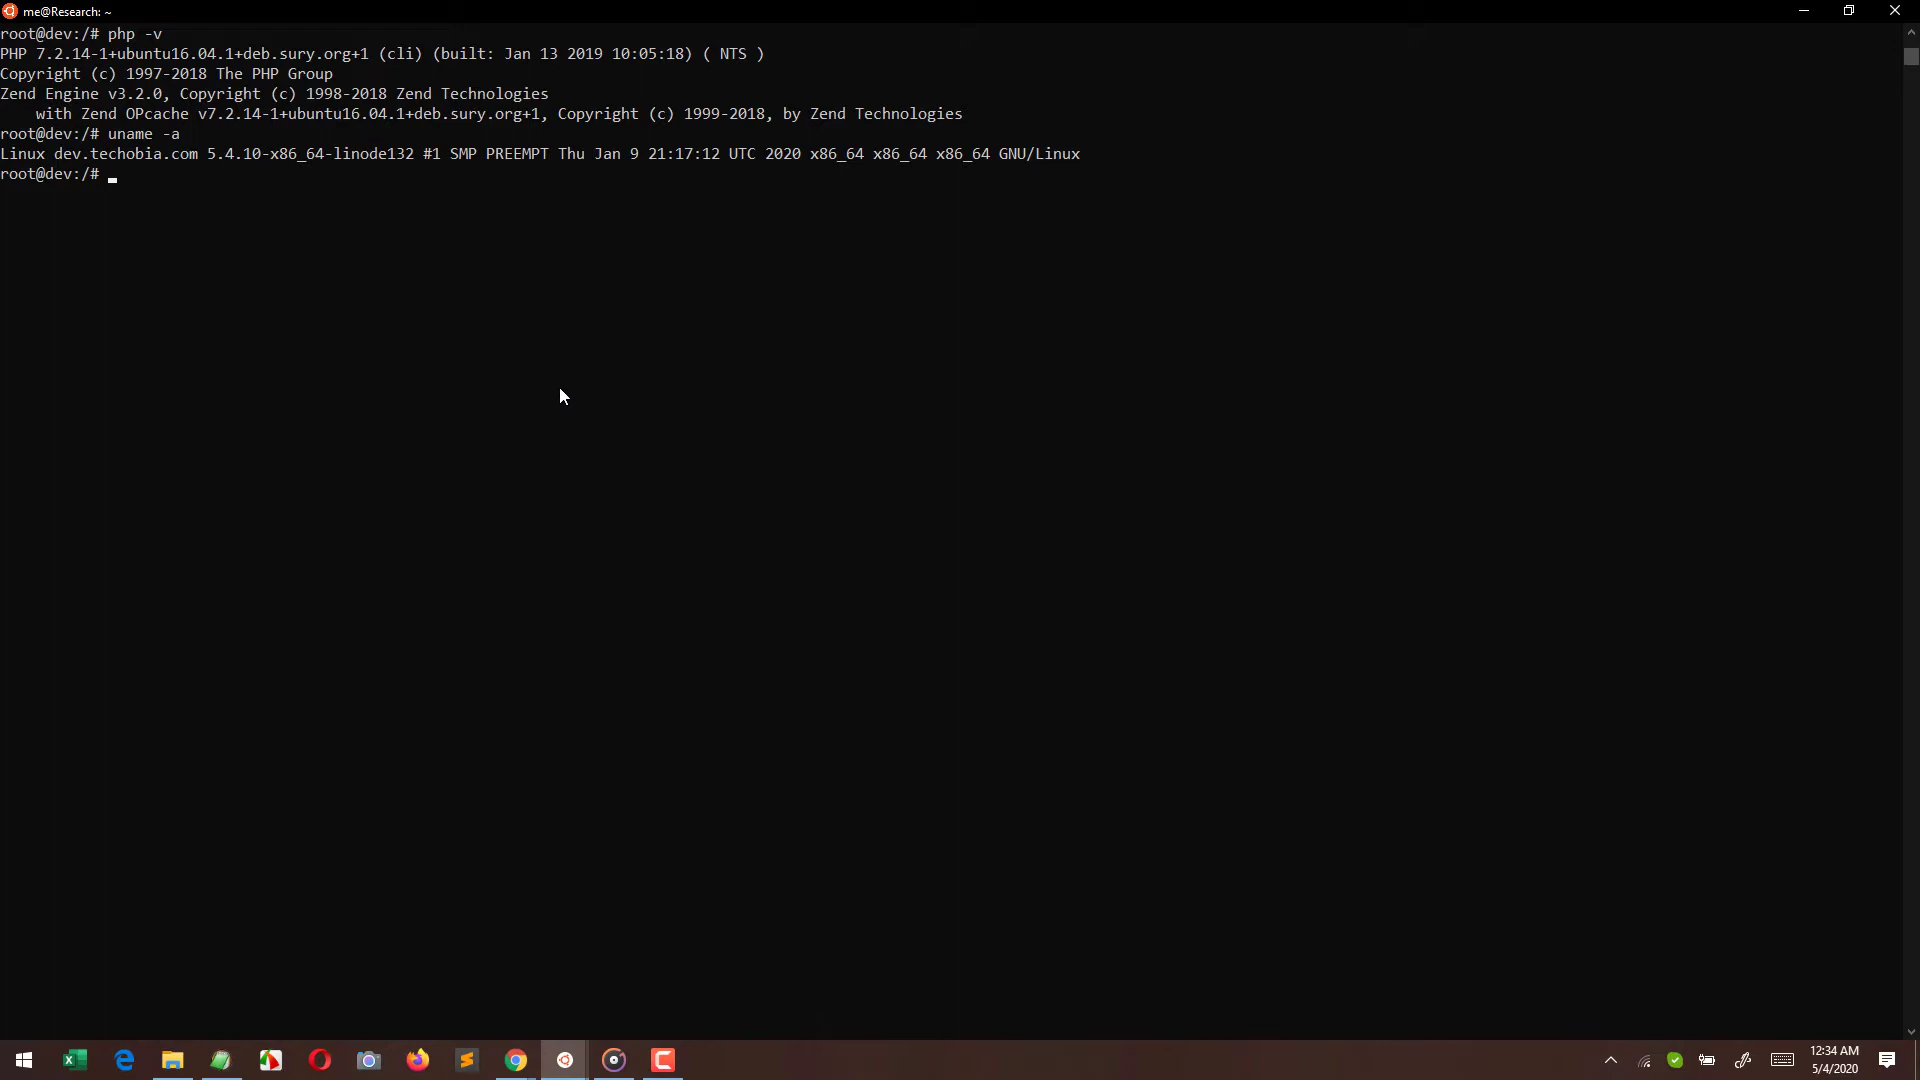 me@Research: ~
root@dev:/# php -v
PHP 7.2.14-1+ubuntu16.04.1+deb.sury.org+1 (cli) (built: Jan 13 2019 10:05:18) ( NTS )
Copyright (c) 1997-2018 The PHP Group
Zend Engine v3.2.0, Copyright (c) 1998-2018 Zend Technologies
    with Zend OPcache v7.2.14-1+ubuntu16.04.1+deb.sury.org+1, Copyright (c) 1999-2018, by Zend Technologies
root@dev:/# uname -a
Linux dev.techobia.com 5.4.10-x86_64-linode132 #1 SMP PREEMPT Thu Jan 9 21:17:12 UTC 2020 x86_64 x86_64 x86_64 GNU/Linux
root@dev:/#
12:34 AM
5/4/2020